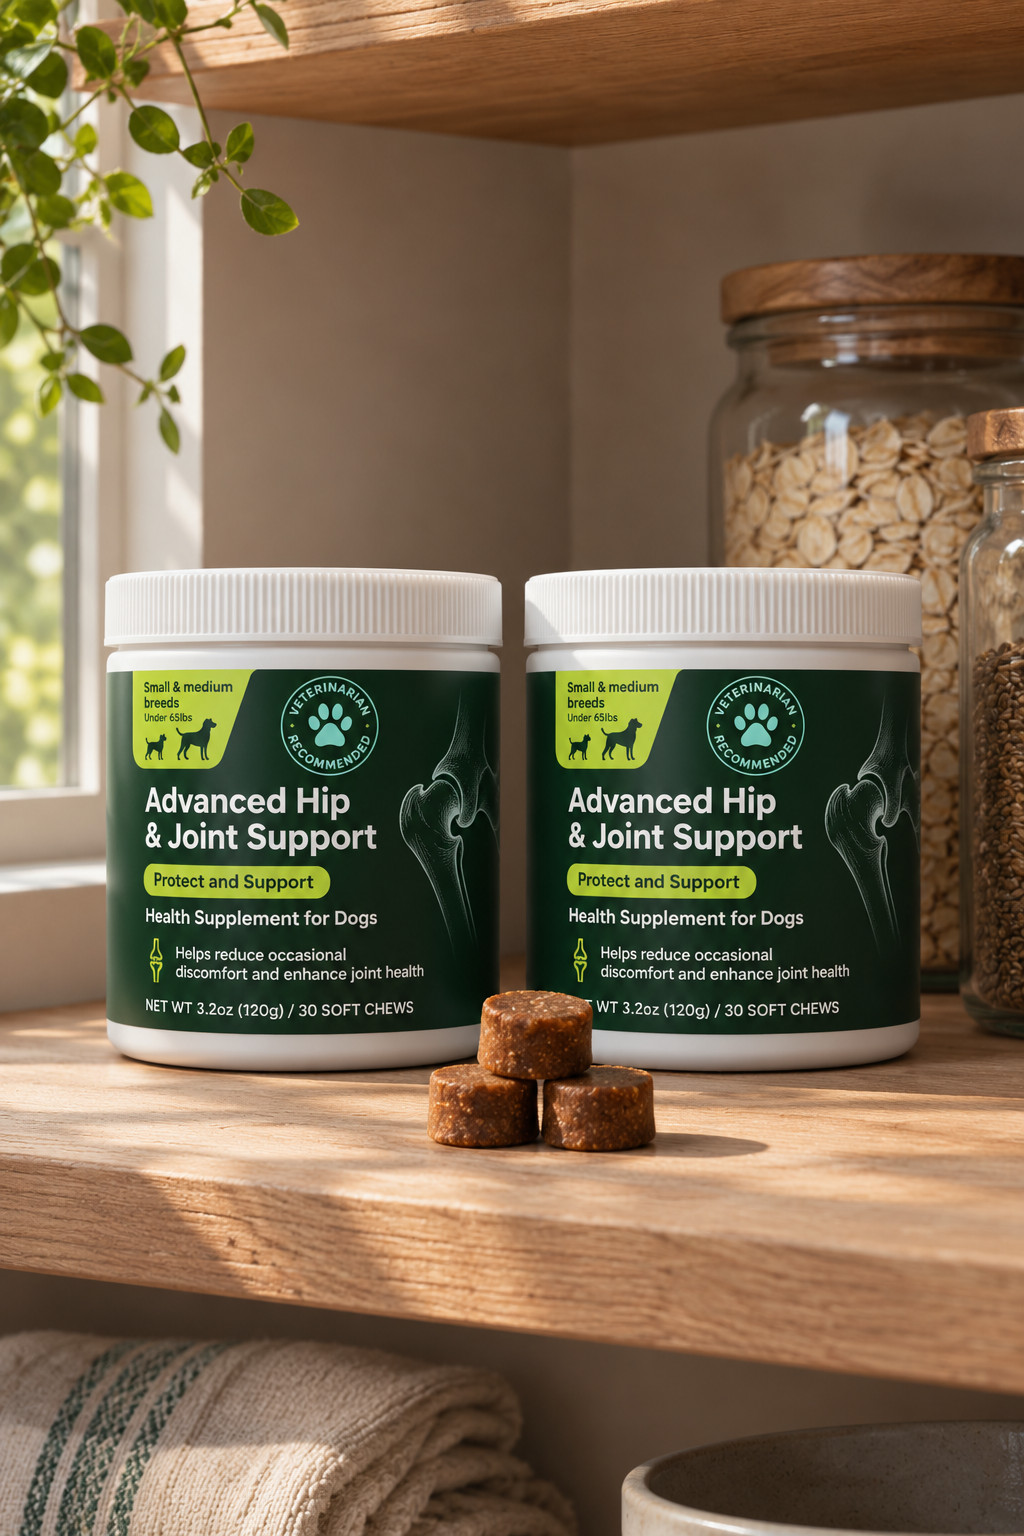 Small & medium
breeds
Under 65lbs
VETERINARIAN
RECOMMENDED
Advanced Hip
& Joint Support
Protect and Support
Health Supplement for Dogs
Helps reduce occasional
discomfort and enhance joint health
NET WT 3.2oz (120g) / 30 SOFT CHEWS
Small & medium
breeds
Under 65lbs
VETERINARIAN
RECOMMENDED
Advanced Hip
& Joint Support
Protect and Support
Health Supplement for Dogs
Helps reduce occasional
discomfort and enhance joint health
WT 3.2oz (120g) / 30 SOFT CHEWS